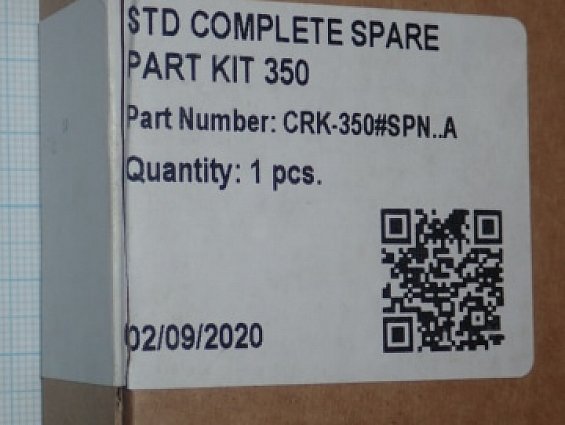 STD COMPLETE SPARE
PART KIT 350
Part Number: CRK-350#SPN..A
Quantity: 1 pcs.
02/09/2020